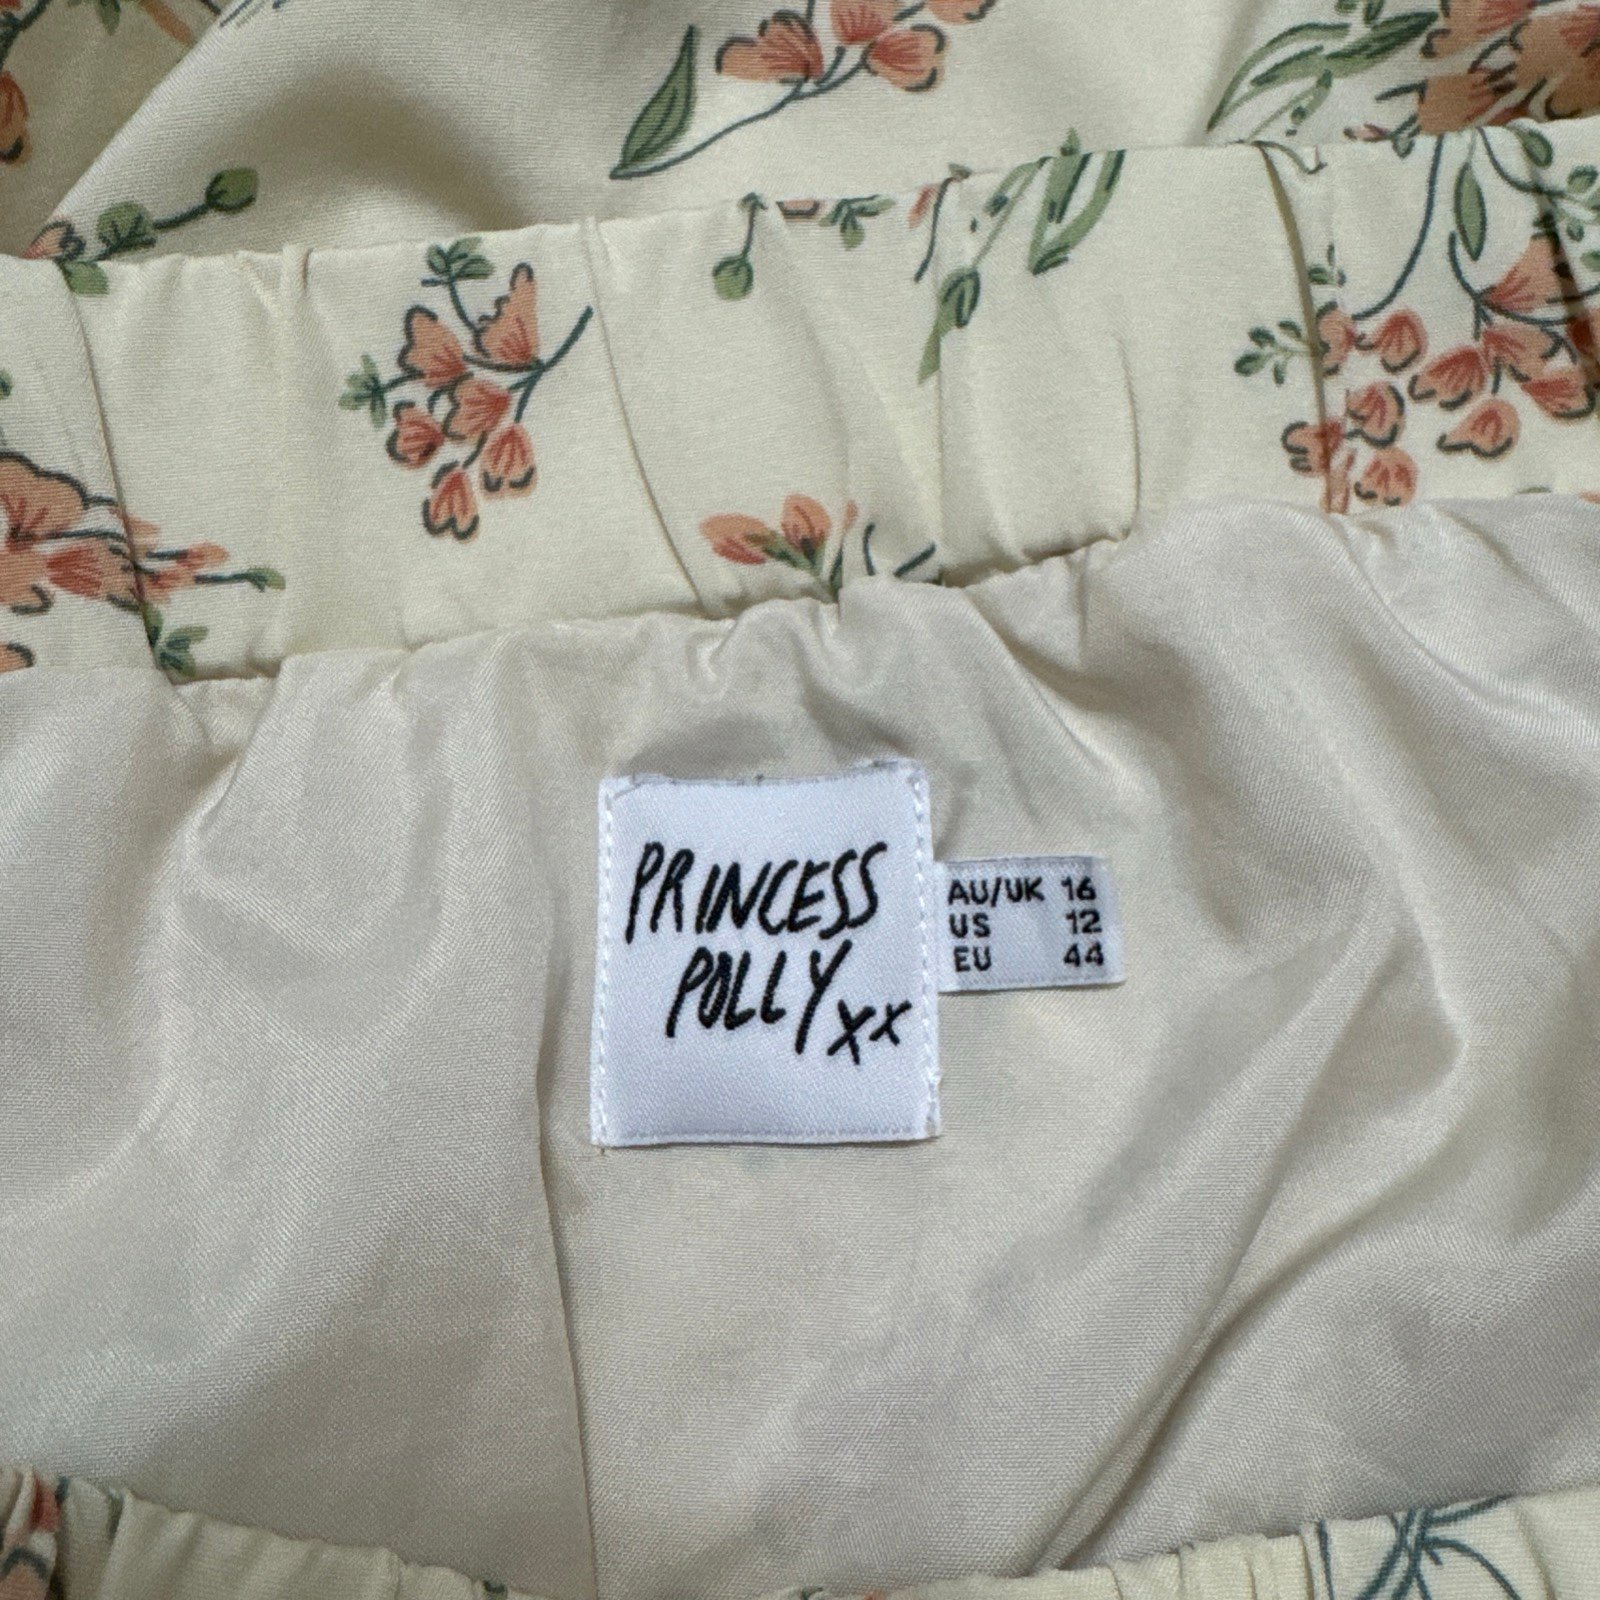 PRINCESS
POLLY xx
AU/UK 16
US 12
EU 44